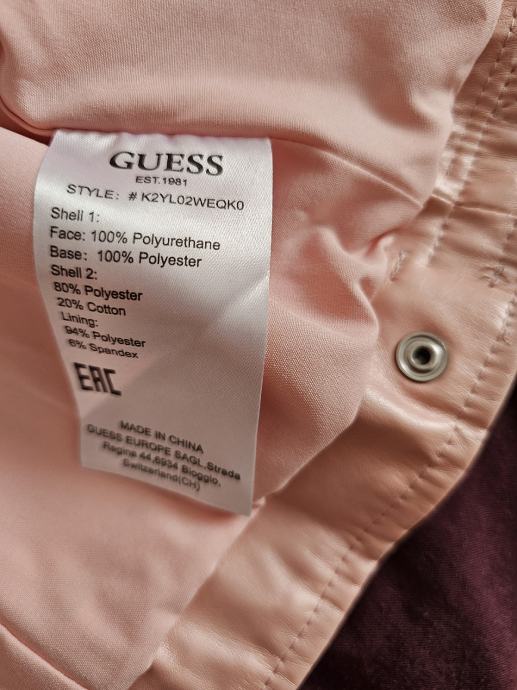 GUESS
EST.1981
STYLE: # K2YL02WEQK0
Shell 1:
Face: 100% Polyurethane
Base: 100% Polyester
Shell 2:
80% Polyester
20% Cotton
Lining:
94% Polyester
6% Spandex
EAC
MADE IN CHINA
GUESS EUROPE SAGL.Strada
Regina 44,6934 Bioggio,
Switzerland(CH)